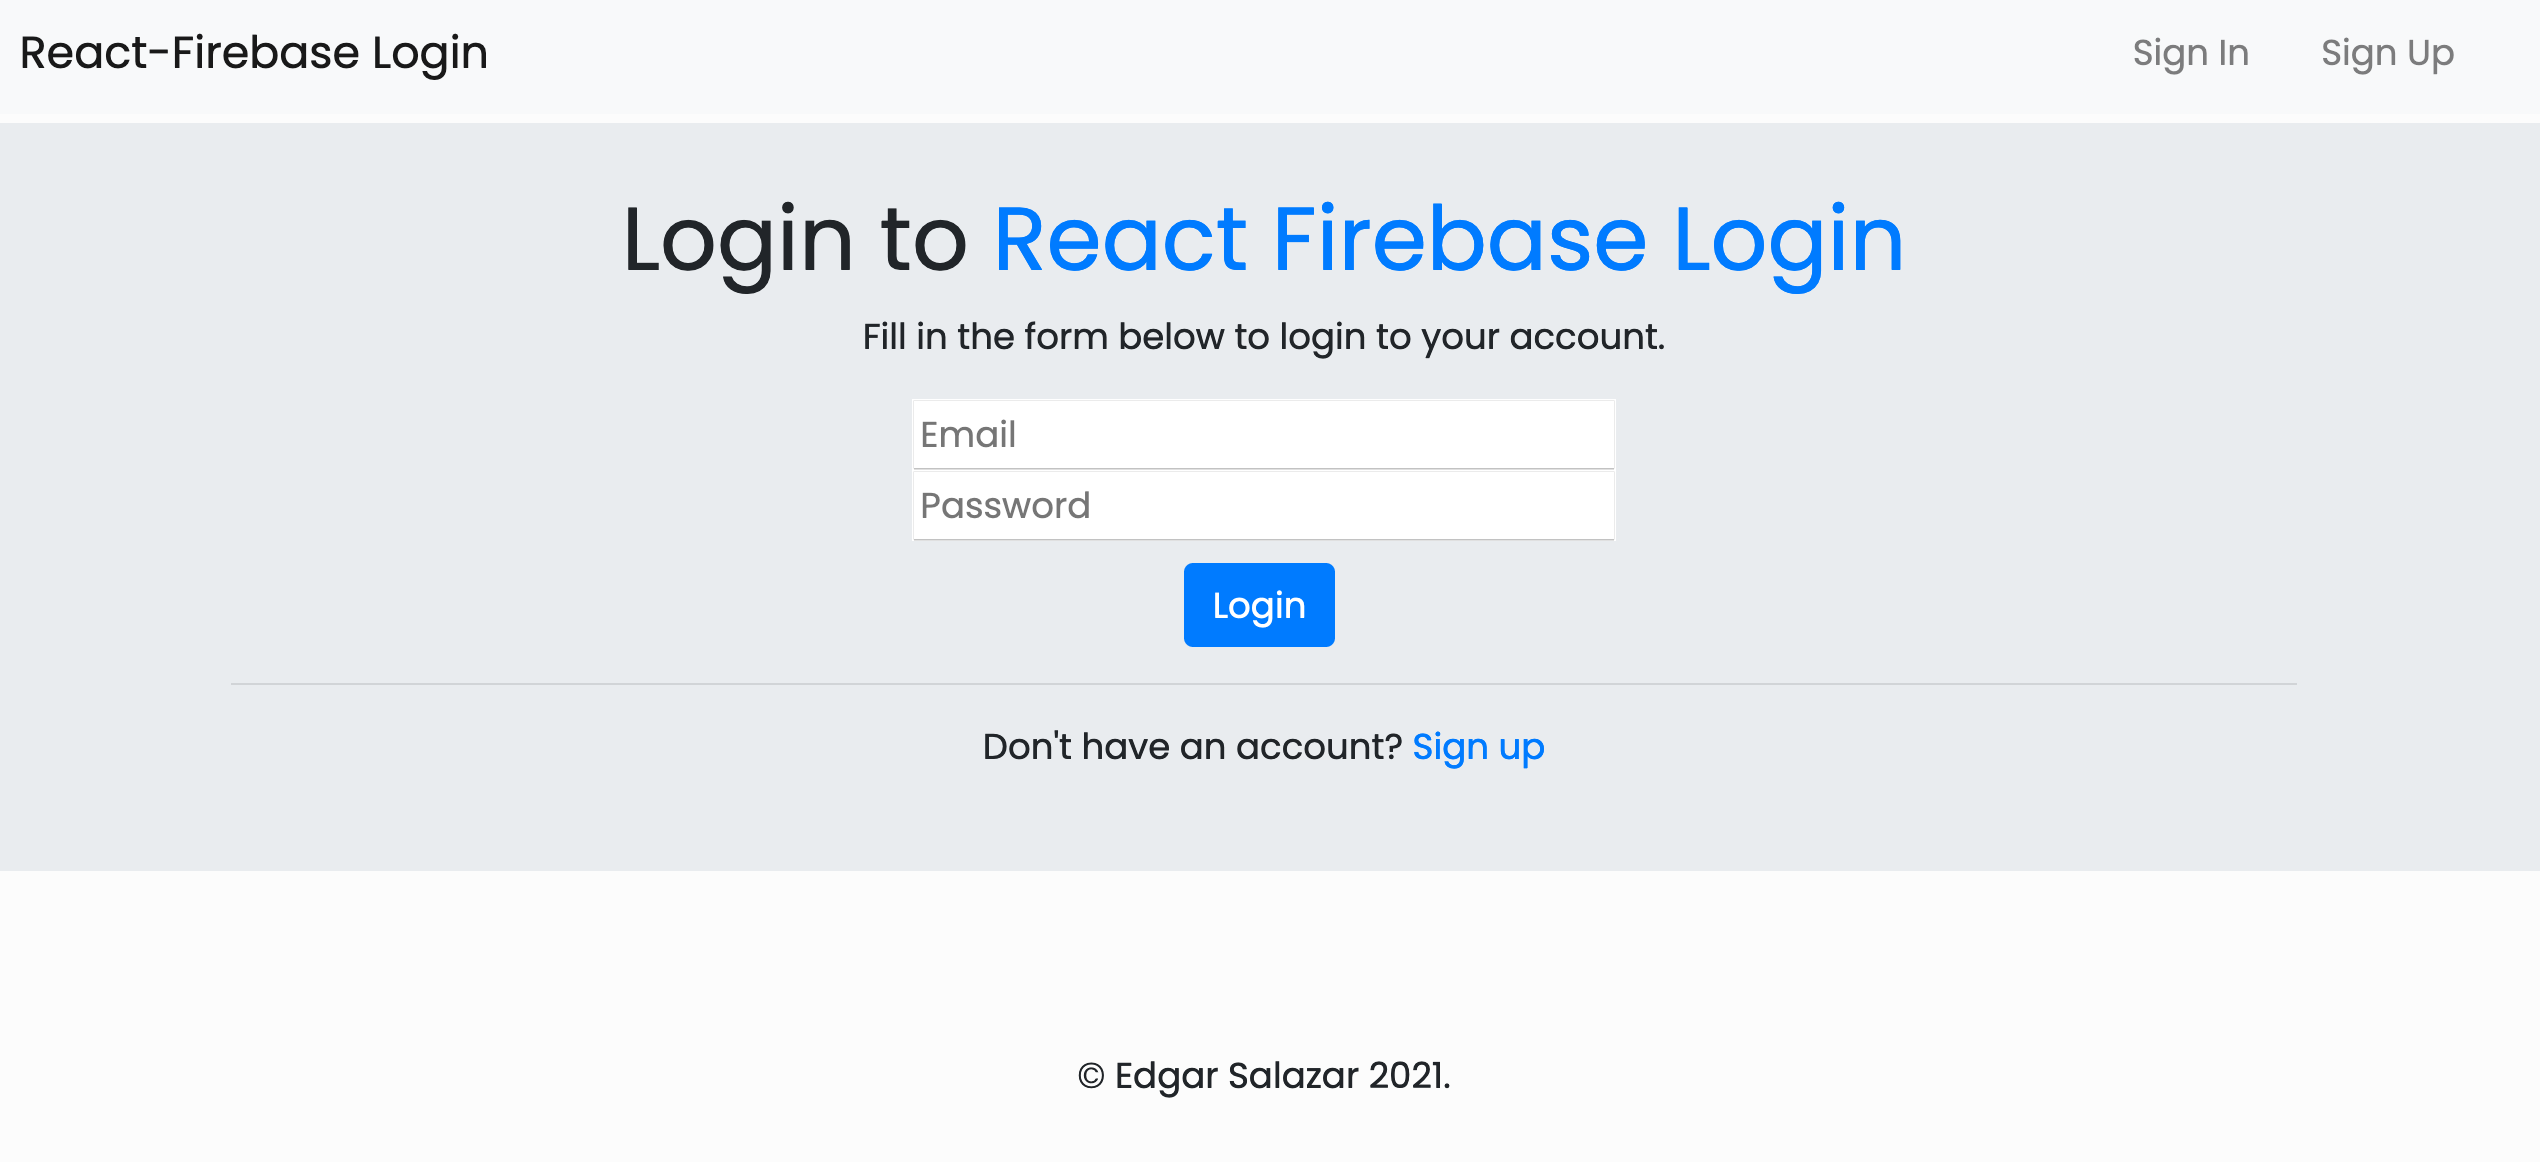 React-Firebase Login
Sign In
Sign Up
Login to React Firebase Login
Fill in the form below to login to your account.
Email
Password
Login
Don't have an account? Sign up
© Edgar Salazar 2021.